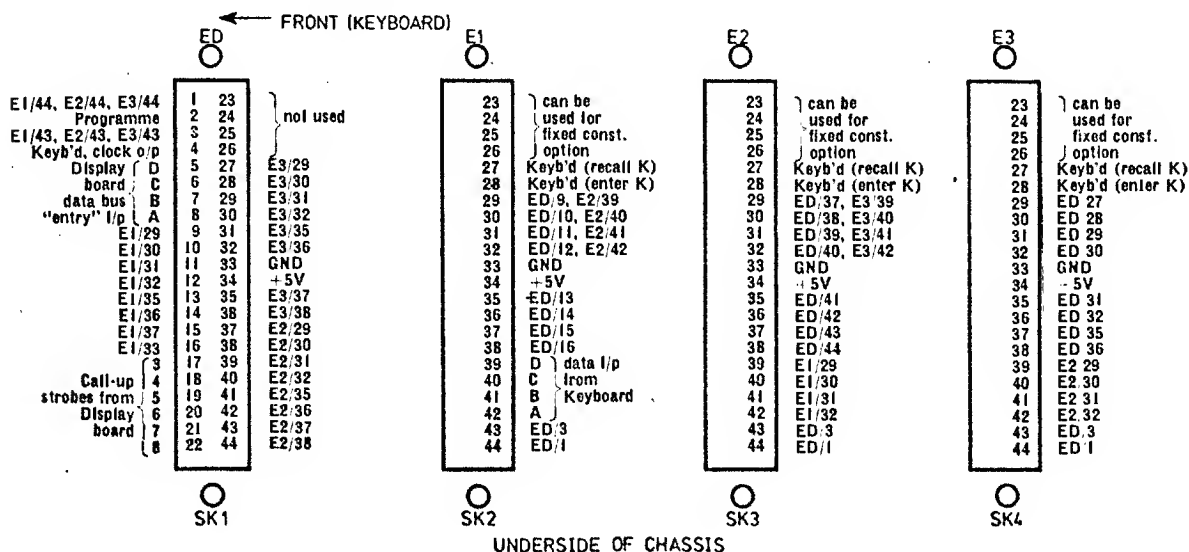 ← FRONT (KEYBOARD)
ED
E1/44, E2/44, E3/44 1 23
Programme 2 24 not used
E1/43, E2/43, E3/43 3 25
Keyb'd, clock o/p 4 26
Display D 5 27 E3/29
board C 6 28 E3/30
data bus B 7 29 E3/31
"entry" I/p A 8 30 E3/32
E1/29 9 31 E3/35
E1/30 10 32 E3/36
E1/31 11 33 GND
E1/32 12 34 +5V
E1/35 13 35 E3/37
E1/36 14 38 E3/38
E1/37 15 37 E2/29
E1/33 16 38 E2/30
3 17 39 E2/31
Call-up 4 18 40 E2/32
strobes from 5 19 41 E2/35
Display 6 20 42 E2/36
board 7 21 43 E2/37
8 22 44 E2/38
SK1
E1
23 can be
24 used for
25 fixed const.
26 option
27 Keyb'd (recall K)
28 Keyb'd (enter K)
29 ED/9, E2/39
30 ED/10, E2/40
31 ED/11, E2/41
32 ED/12, E2/42
33 GND
34 +5V
35 ED/13
36 ED/14
37 ED/15
38 ED/16
39 D data I/p
40 C from
41 B Keyboard
42 A
43 ED/3
44 ED/1
SK2
E2
23 can be
24 used for
25 fixed const.
26 option
27 Keyb'd (recall K)
28 Keyb'd (enter K)
29 ED/37, E3/39
30 ED/38, E3/40
31 ED/39, E3/41
32 ED/40, E3/42
33 GND
34 +5V
35 ED/41
36 ED/42
37 ED/43
38 ED/44
39 E1/29
40 E1/30
41 E1/31
42 E1/32
43 ED/3
44 ED/1
SK3
E3
23 can be
24 used for
25 fixed const.
26 option
27 Keyb'd (recall K)
28 Keyb'd (enter K)
29 ED 27
30 ED 28
31 ED 29
32 ED 30
33 GND
34 -5V
35 ED 31
36 ED 32
37 ED 35
38 ED 36
39 E2 29
40 E2 30
41 E2 31
42 E2 32
43 ED/3
44 ED/1
SK4
UNDERSIDE OF CHASSIS